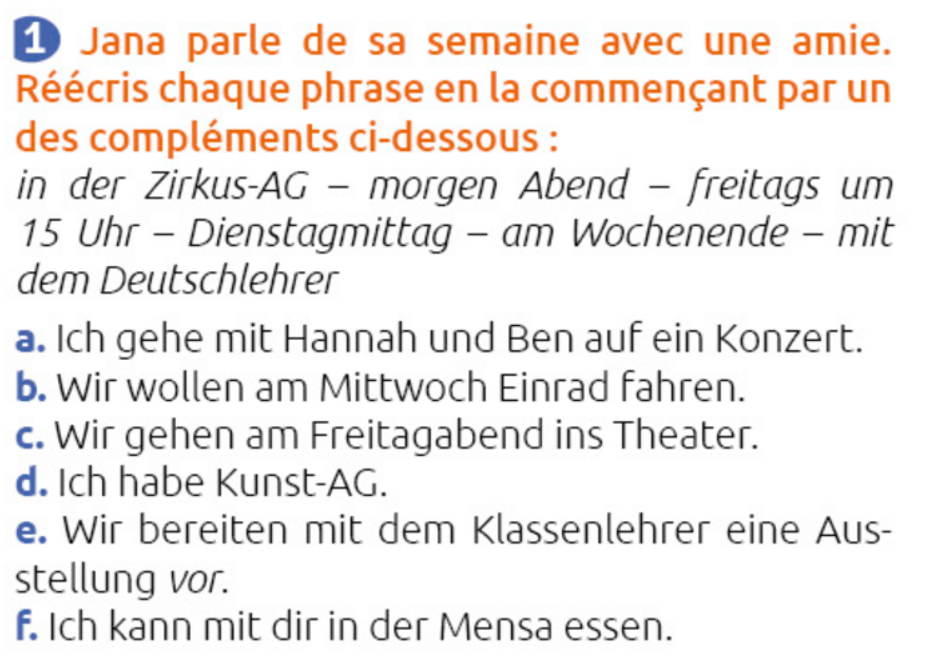 1 Jana parle de sa semaine avec une amie.
Réécris chaque phrase en la commençant par un
des compléments ci-dessous :
in der Zirkus-AG – morgen Abend – freitags um
15 Uhr – Dienstagmittag – am Wochenende – mit
dem Deutschlehrer
a. Ich gehe mit Hannah und Ben auf ein Konzert.
b. Wir wollen am Mittwoch Einrad fahren.
c. Wir gehen am Freitagabend ins Theater.
d. Ich habe Kunst-AG.
e. Wir bereiten mit dem Klassenlehrer eine Aus-
stellung vor.
f. Ich kann mit dir in der Mensa essen.